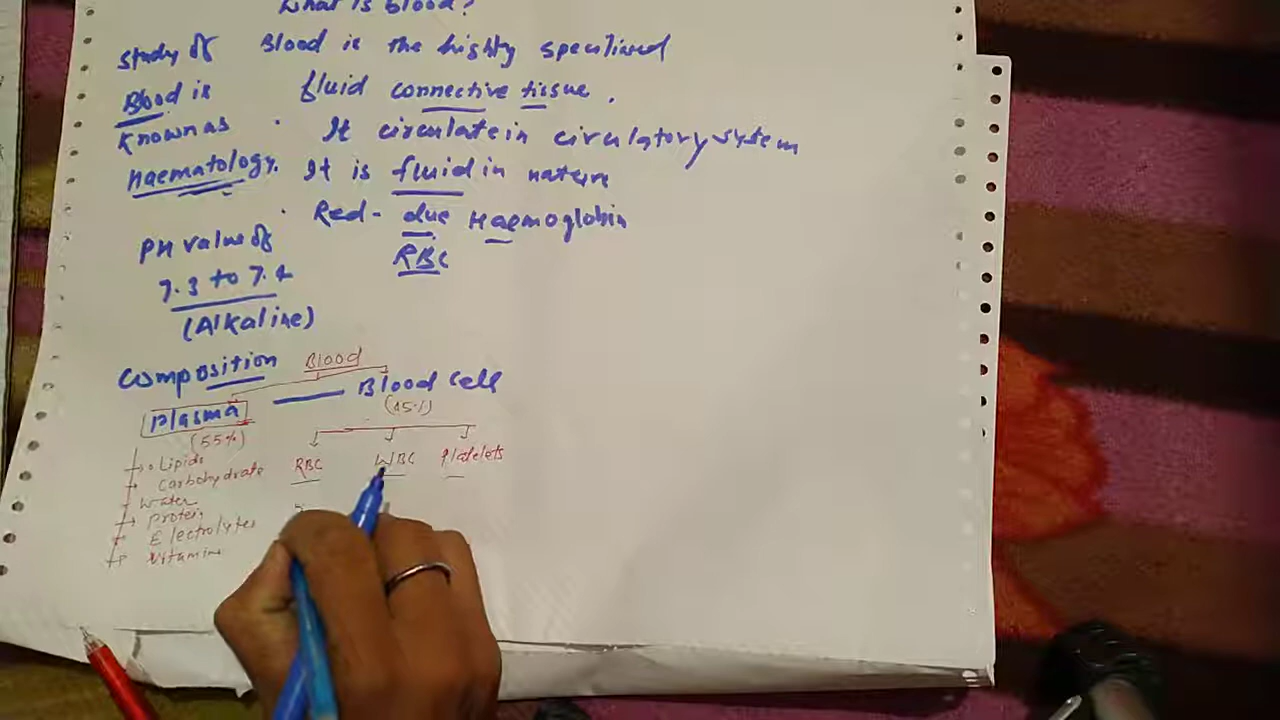 What is blood?
study of
Blood is
known as
haematology.
Blood is the highly specilised
fluid connective tissue.
· It circulate in circulatory system
It is fluid in nature
· Red - due Haemoglobin
RBC
PH value of
7.3 to 7.4
(Alkaline)
composition
Blood
Plasma
(55%)
Blood cell
(45%)
Lipids
Carbohydrate
Water
Protein
Electrolytes
Vitamins
RBC
WBC
Platelets